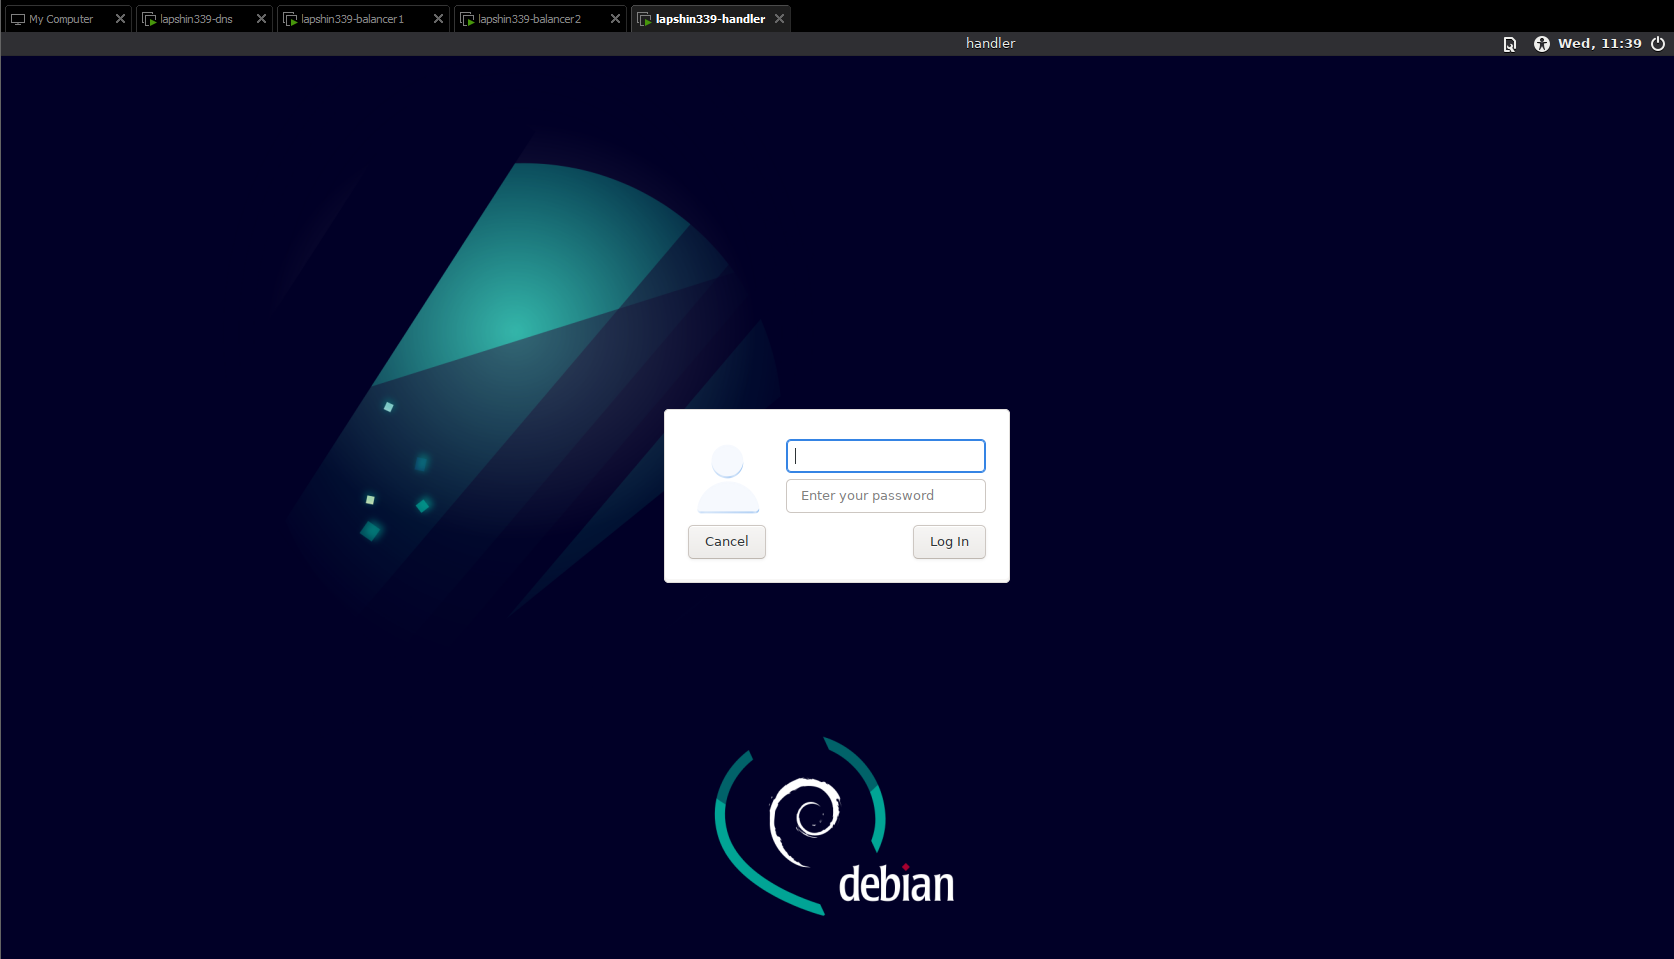 My Computer
lapshin339-dns
lapshin339-balancer1
lapshin339-balancer2
lapshin339-handler
handler
Wed, 11:39
Enter your password
Cancel
Log In
debian